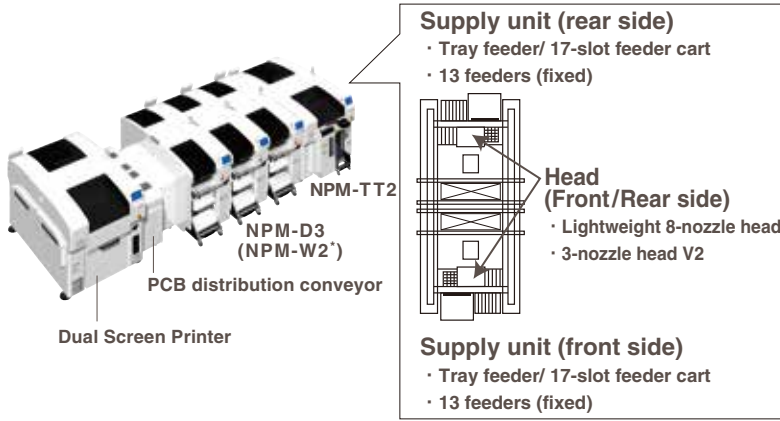 Supply unit (rear side)
· Tray feeder/ 17-slot feeder cart
· 13 feeders (fixed)
NPM-TT2
Head
(Front/Rear side)
· Lightweight 8-nozzle head
· 3-nozzle head V2
NPM-D3
(NPM-W2*)
PCB distribution conveyor
Dual Screen Printer
Supply unit (front side)
· Tray feeder/ 17-slot feeder cart
· 13 feeders (fixed)